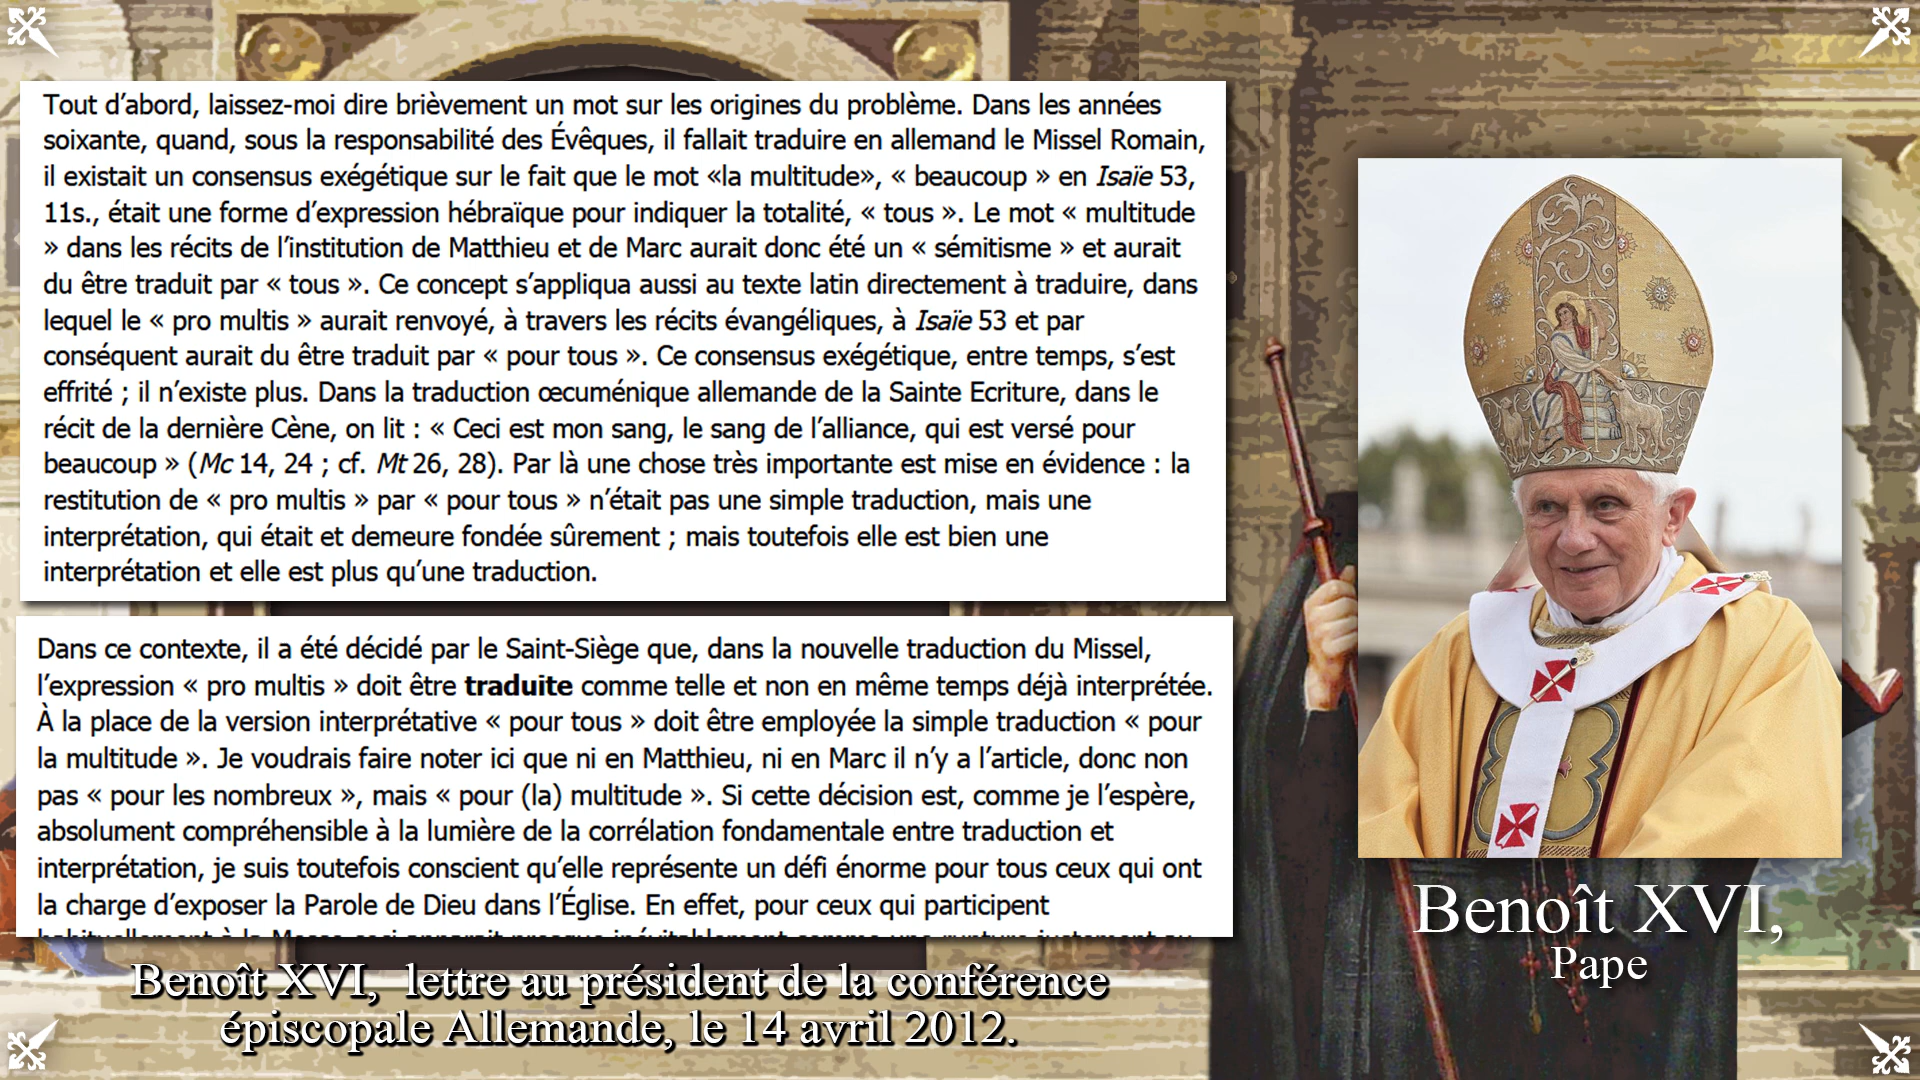 Tout d’abord, laissez-moi dire brièvement un mot sur les origines du problème. Dans les années
soixante, quand, sous la responsabilité des Évêques, il fallait traduire en allemand le Missel Romain,
il existait un consensus exégétique sur le fait que le mot «la multitude», « beaucoup » en Isaïe 53,
11s., était une forme d’expression hébraïque pour indiquer la totalité, « tous ». Le mot « multitude
» dans les récits de l’institution de Matthieu et de Marc aurait donc été un « sémitisme » et aurait
du être traduit par « tous ». Ce concept s’appliqua aussi au texte latin directement à traduire, dans
lequel le « pro multis » aurait renvoyé, à travers les récits évangéliques, à Isaïe 53 et par
conséquent aurait du être traduit par « pour tous ». Ce consensus exégétique, entre temps, s’est
effrité ; il n’existe plus. Dans la traduction œcuménique allemande de la Sainte Ecriture, dans le
récit de la dernière Cène, on lit : « Ceci est mon sang, le sang de l’alliance, qui est versé pour
beaucoup » (Mc 14, 24 ; cf. Mt 26, 28). Par là une chose très importante est mise en évidence : la
restitution de « pro multis » par « pour tous » n’était pas une simple traduction, mais une
interprétation, qui était et demeure fondée sûrement ; mais toutefois elle est bien une
interprétation et elle est plus qu’une traduction.
Dans ce contexte, il a été décidé par le Saint-Siège que, dans la nouvelle traduction du Missel,
l’expression « pro multis » doit être traduite comme telle et non en même temps déjà interprétée.
À la place de la version interprétative « pour tous » doit être employée la simple traduction « pour
la multitude ». Je voudrais faire noter ici que ni en Matthieu, ni en Marc il n’y a l’article, donc non
pas « pour les nombreux », mais « pour (la) multitude ». Si cette décision est, comme je l’espère,
absolument compréhensible à la lumière de la corrélation fondamentale entre traduction et
interprétation, je suis toutefois conscient qu’elle représente un défi énorme pour tous ceux qui ont
la charge d’exposer la Parole de Dieu dans l’Église. En effet, pour ceux qui participent
Benoît XVI, lettre au président de la conférence
épiscopale Allemande, le 14 avril 2012.
Benoît XVI,
Pape